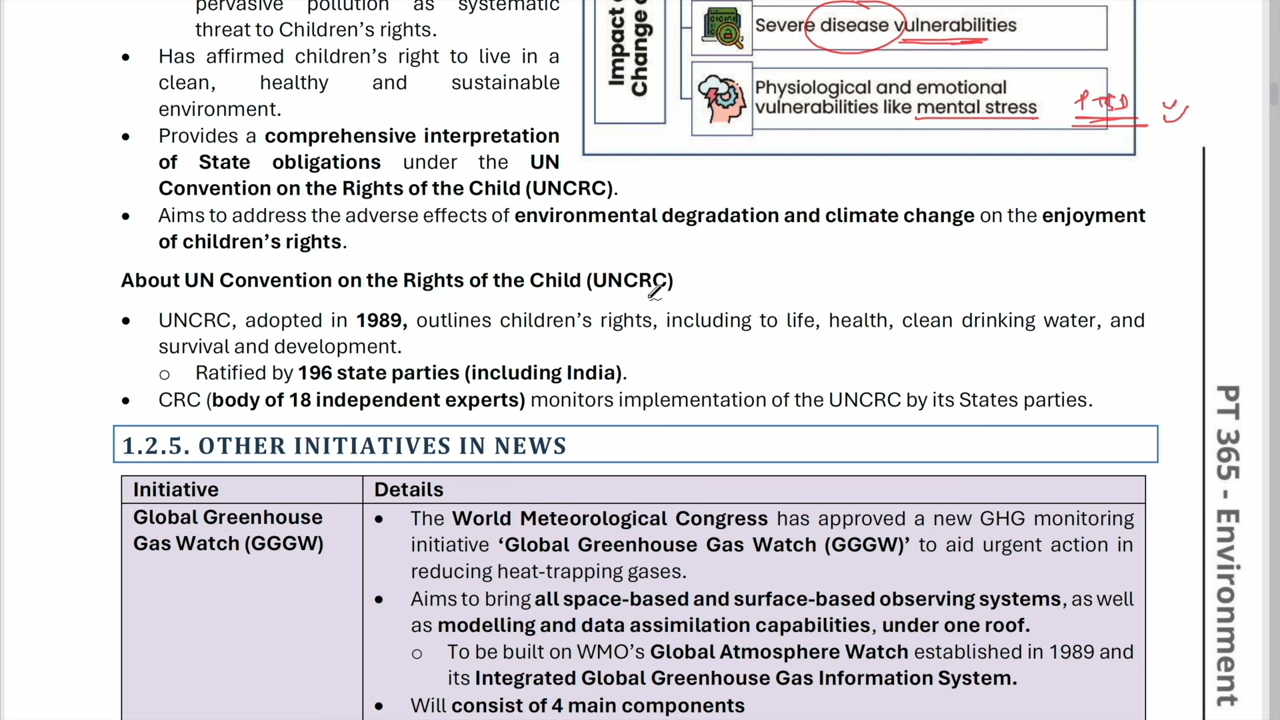 pervasive pollution as systematic
threat to Children's rights.
• Has affirmed children's right to live in a
clean, healthy and sustainable
environment.
• Provides a comprehensive interpretation
of State obligations under the UN
Convention on the Rights of the Child (UNCRC).
• Aims to address the adverse effects of environmental degradation and climate change on the enjoyment
of children's rights.
Impact
Change
Severe disease vulnerabilities
Physiological and emotional
vulnerabilities like mental stress
PTSD
About UN Convention on the Rights of the Child (UNCRC)
• UNCRC, adopted in 1989, outlines children's rights, including to life, health, clean drinking water, and
survival and development.
o Ratified by 196 state parties (including India).
• CRC (body of 18 independent experts) monitors implementation of the UNCRC by its States parties.
1.2.5. OTHER INITIATIVES IN NEWS
Initiative
Details
Global Greenhouse
Gas Watch (GGGW)
• The World Meteorological Congress has approved a new GHG monitoring
initiative 'Global Greenhouse Gas Watch (GGGW)' to aid urgent action in
reducing heat-trapping gases.
• Aims to bring all space-based and surface-based observing systems, as well
as modelling and data assimilation capabilities, under one roof.
o To be built on WMO's Global Atmosphere Watch established in 1989 and
its Integrated Global Greenhouse Gas Information System.
• Will consist of 4 main components
PT 365 - Environment